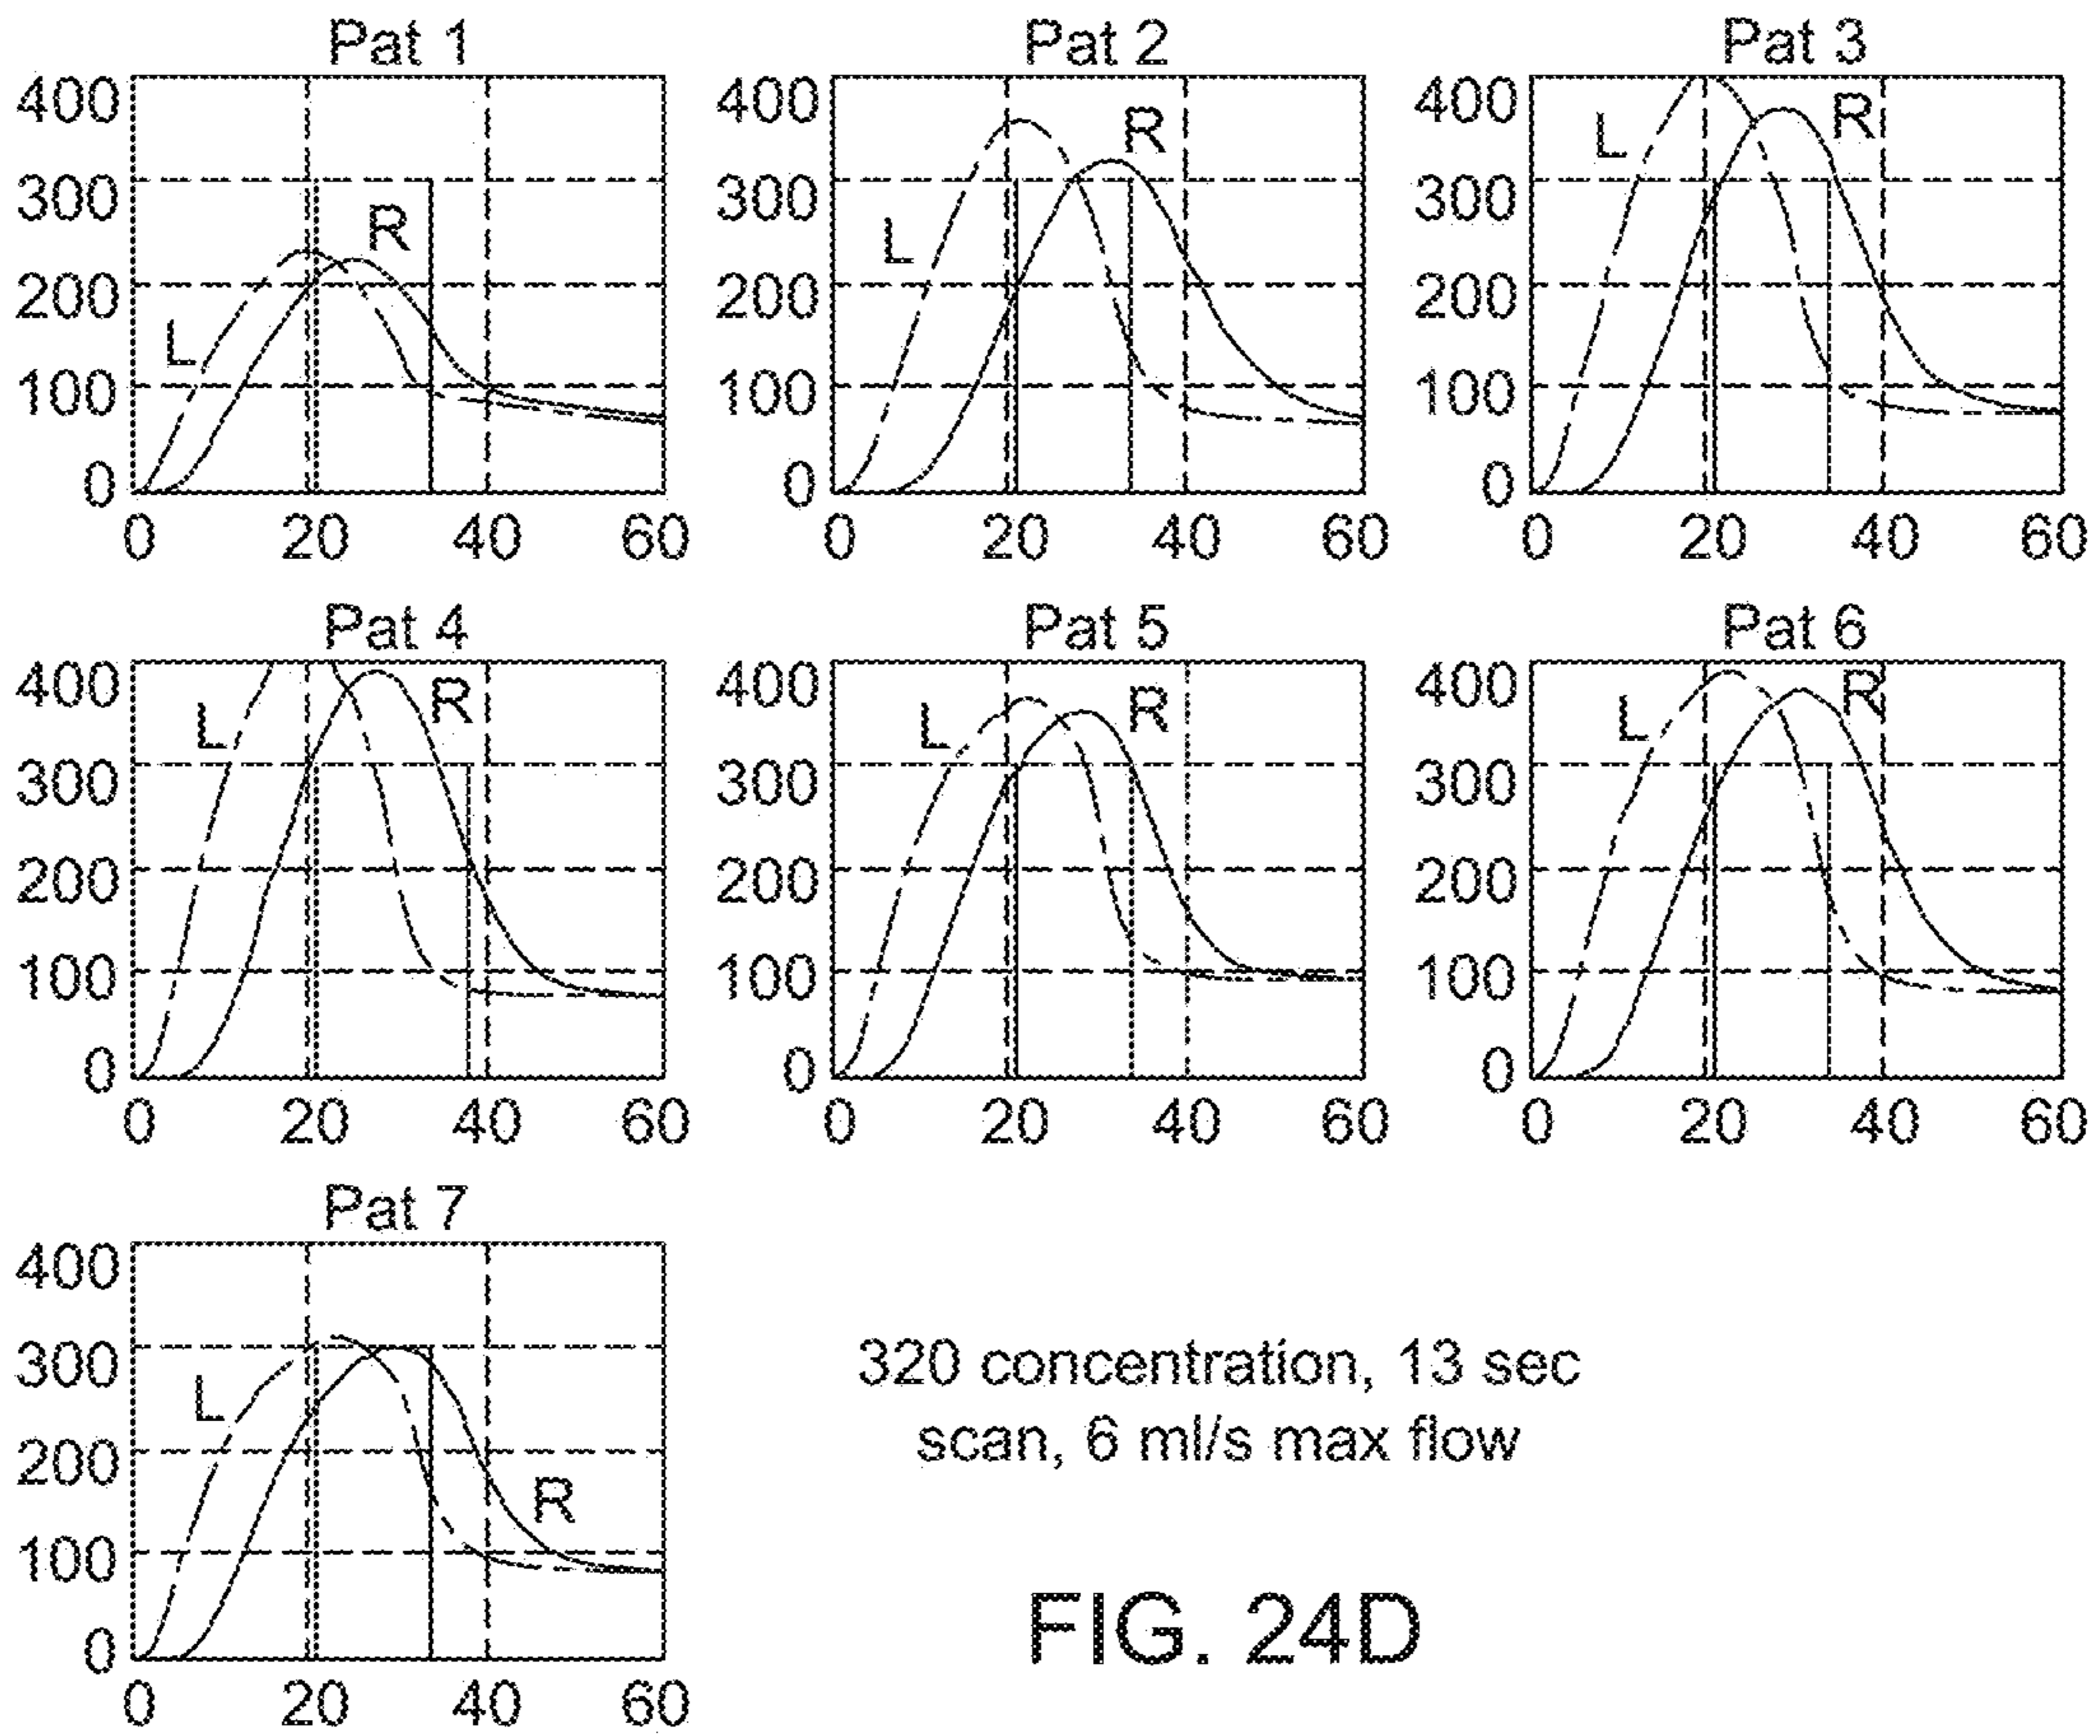 Pat 1 Pat 2 Pat 3
400 400 400
300 300 300
200 200 200
100 100 100
0 0 0
L R L R L R
0 20 40 60 0 20 40 60 0 20 40 60
Pat 4 Pat 5 Pat 6
400 400 400
300 300 300
200 200 200
100 100 100
0 0 0
L R L R L R
0 20 40 60 0 20 40 60 0 20 40 60
Pat 7
400
300
200
100
0
L R
0 20 40 60
320 concentration, 13 sec
scan, 6 ml/s max flow
FIG. 24D